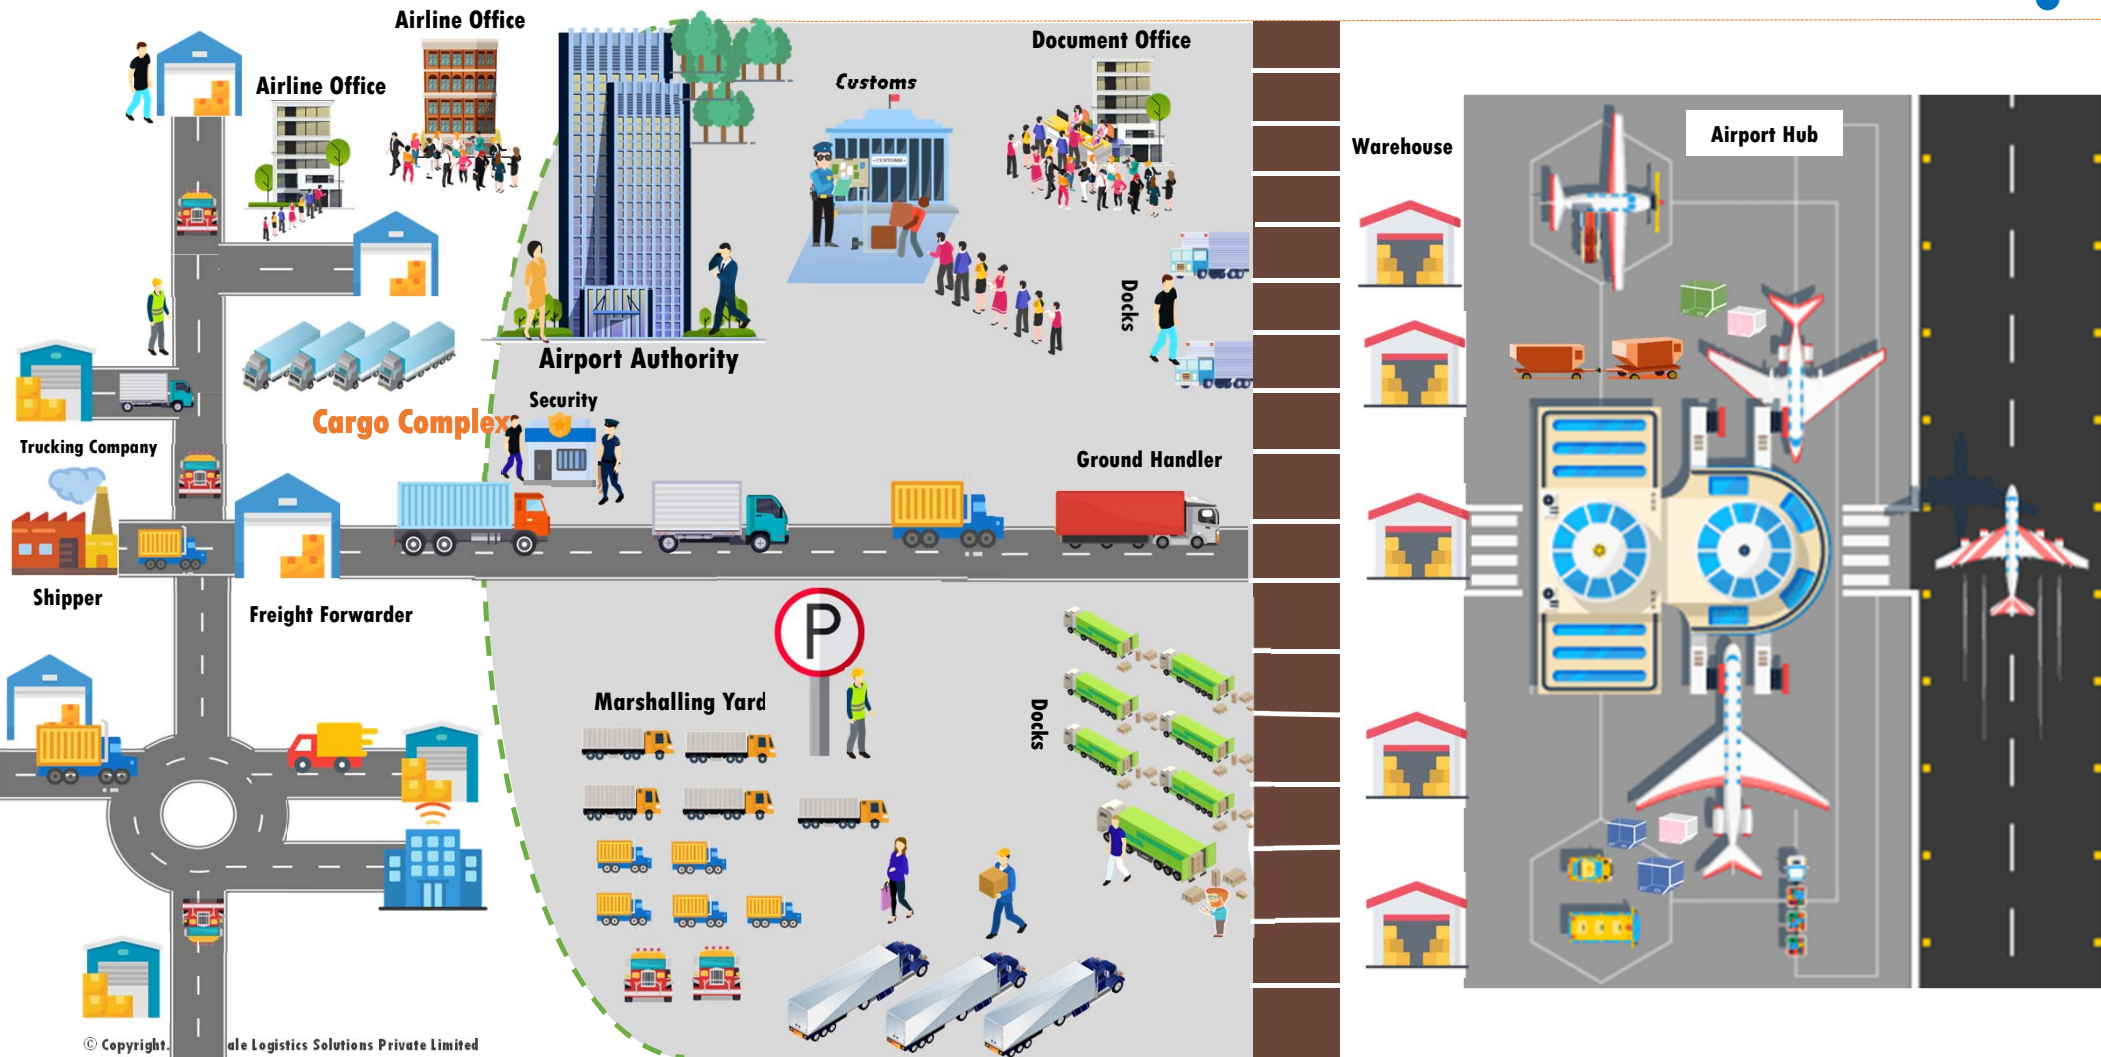 Airline Office
Airline Office
Document Office
Customs
CUSTOMS
Airport Hub
Warehouse
Docks
Airport Authority
Security
Cargo Complex
Trucking Company
Ground Handler
Shipper
Freight Forwarder
P
Marshalling Yard
Docks
© Copyright. ale Logistics Solutions Private Limited